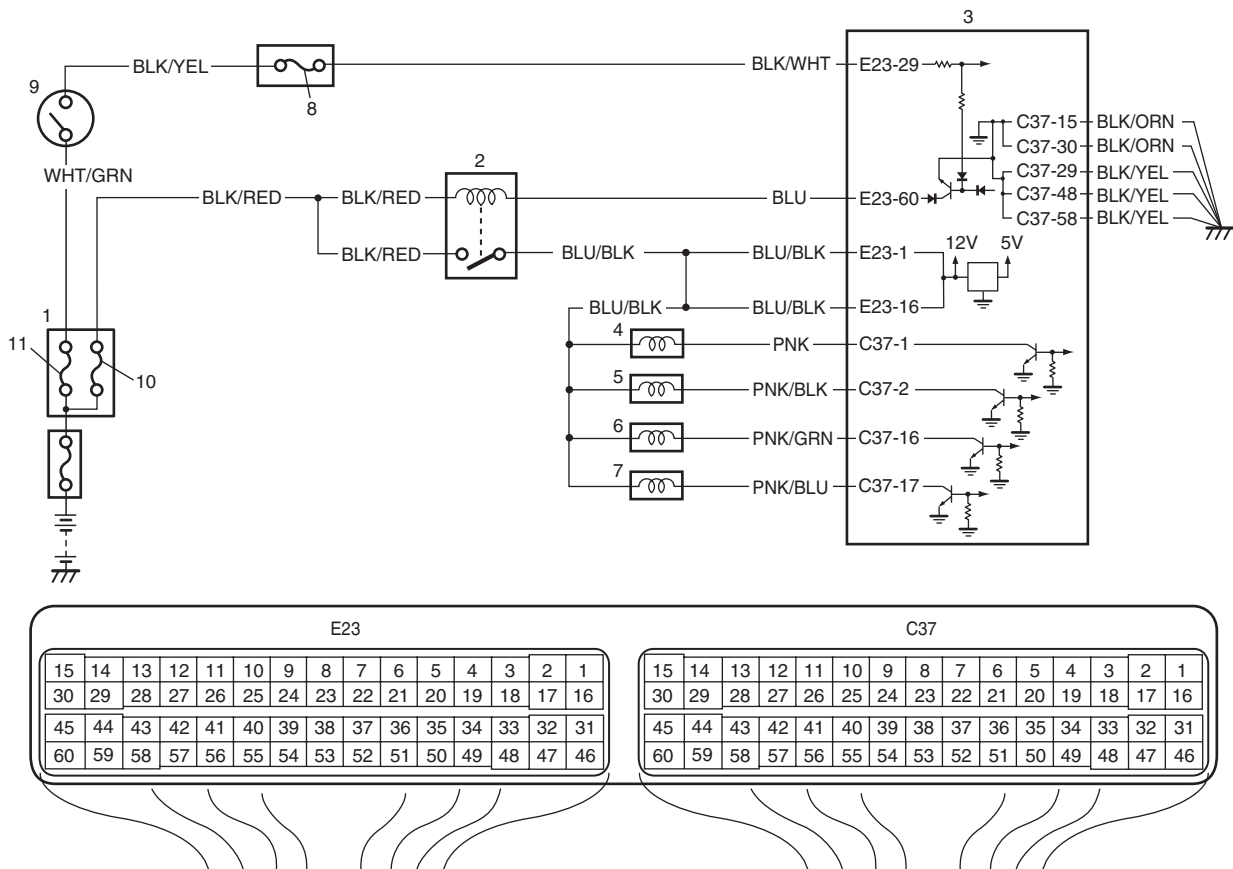 3
9
BLK/YEL
8
BLK/WHT
E23-29
C37-15 BLK/ORN
C37-30 BLK/ORN
C37-29 BLK/YEL
C37-48 BLK/YEL
C37-58 BLK/YEL
WHT/GRN
2
BLK/RED BLK/RED
BLU
E23-60
BLK/RED
BLU/BLK BLU/BLK
E23-1
12V 5V
BLU/BLK BLU/BLK
E23-16
1
11
10
4
PNK
C37-1
5
PNK/BLK
C37-2
6
PNK/GRN
C37-16
7
PNK/BLU
C37-17
E23 C37
15 14 13 12 11 10 9 8 7 6 5 4 3 2 1 15 14 13 12 11 10 9 8 7 6 5 4 3 2 1
30 29 28 27 26 25 24 23 22 21 20 19 18 17 16 30 29 28 27 26 25 24 23 22 21 20 19 18 17 16
45 44 43 42 41 40 39 38 37 36 35 34 33 32 31 45 44 43 42 41 40 39 38 37 36 35 34 33 32 31
60 59 58 57 56 55 54 53 52 51 50 49 48 47 46 60 59 58 57 56 55 54 53 52 51 50 49 48 47 46